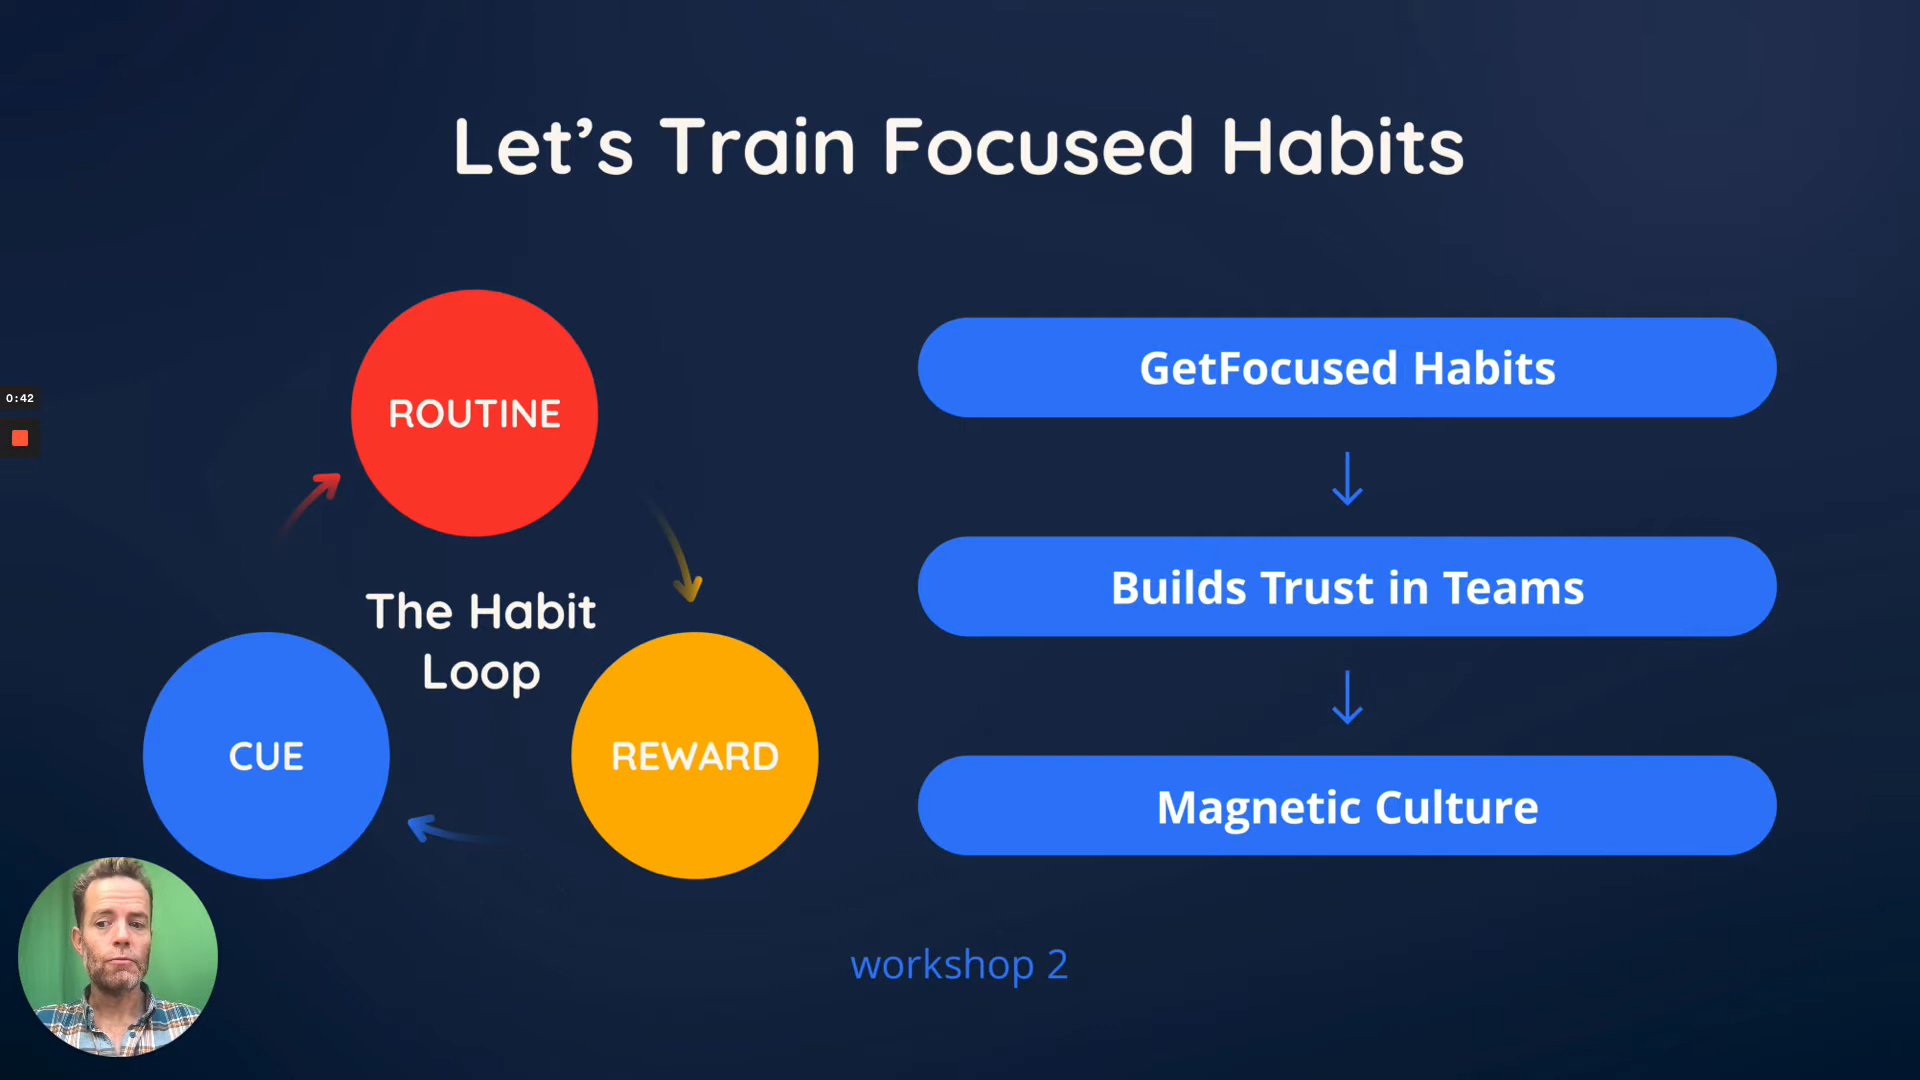 Let’s Train Focused Habits
ROUTINE
The Habit
Loop
CUE
REWARD
GetFocused Habits
Builds Trust in Teams
Magnetic Culture
workshop 2
0:42